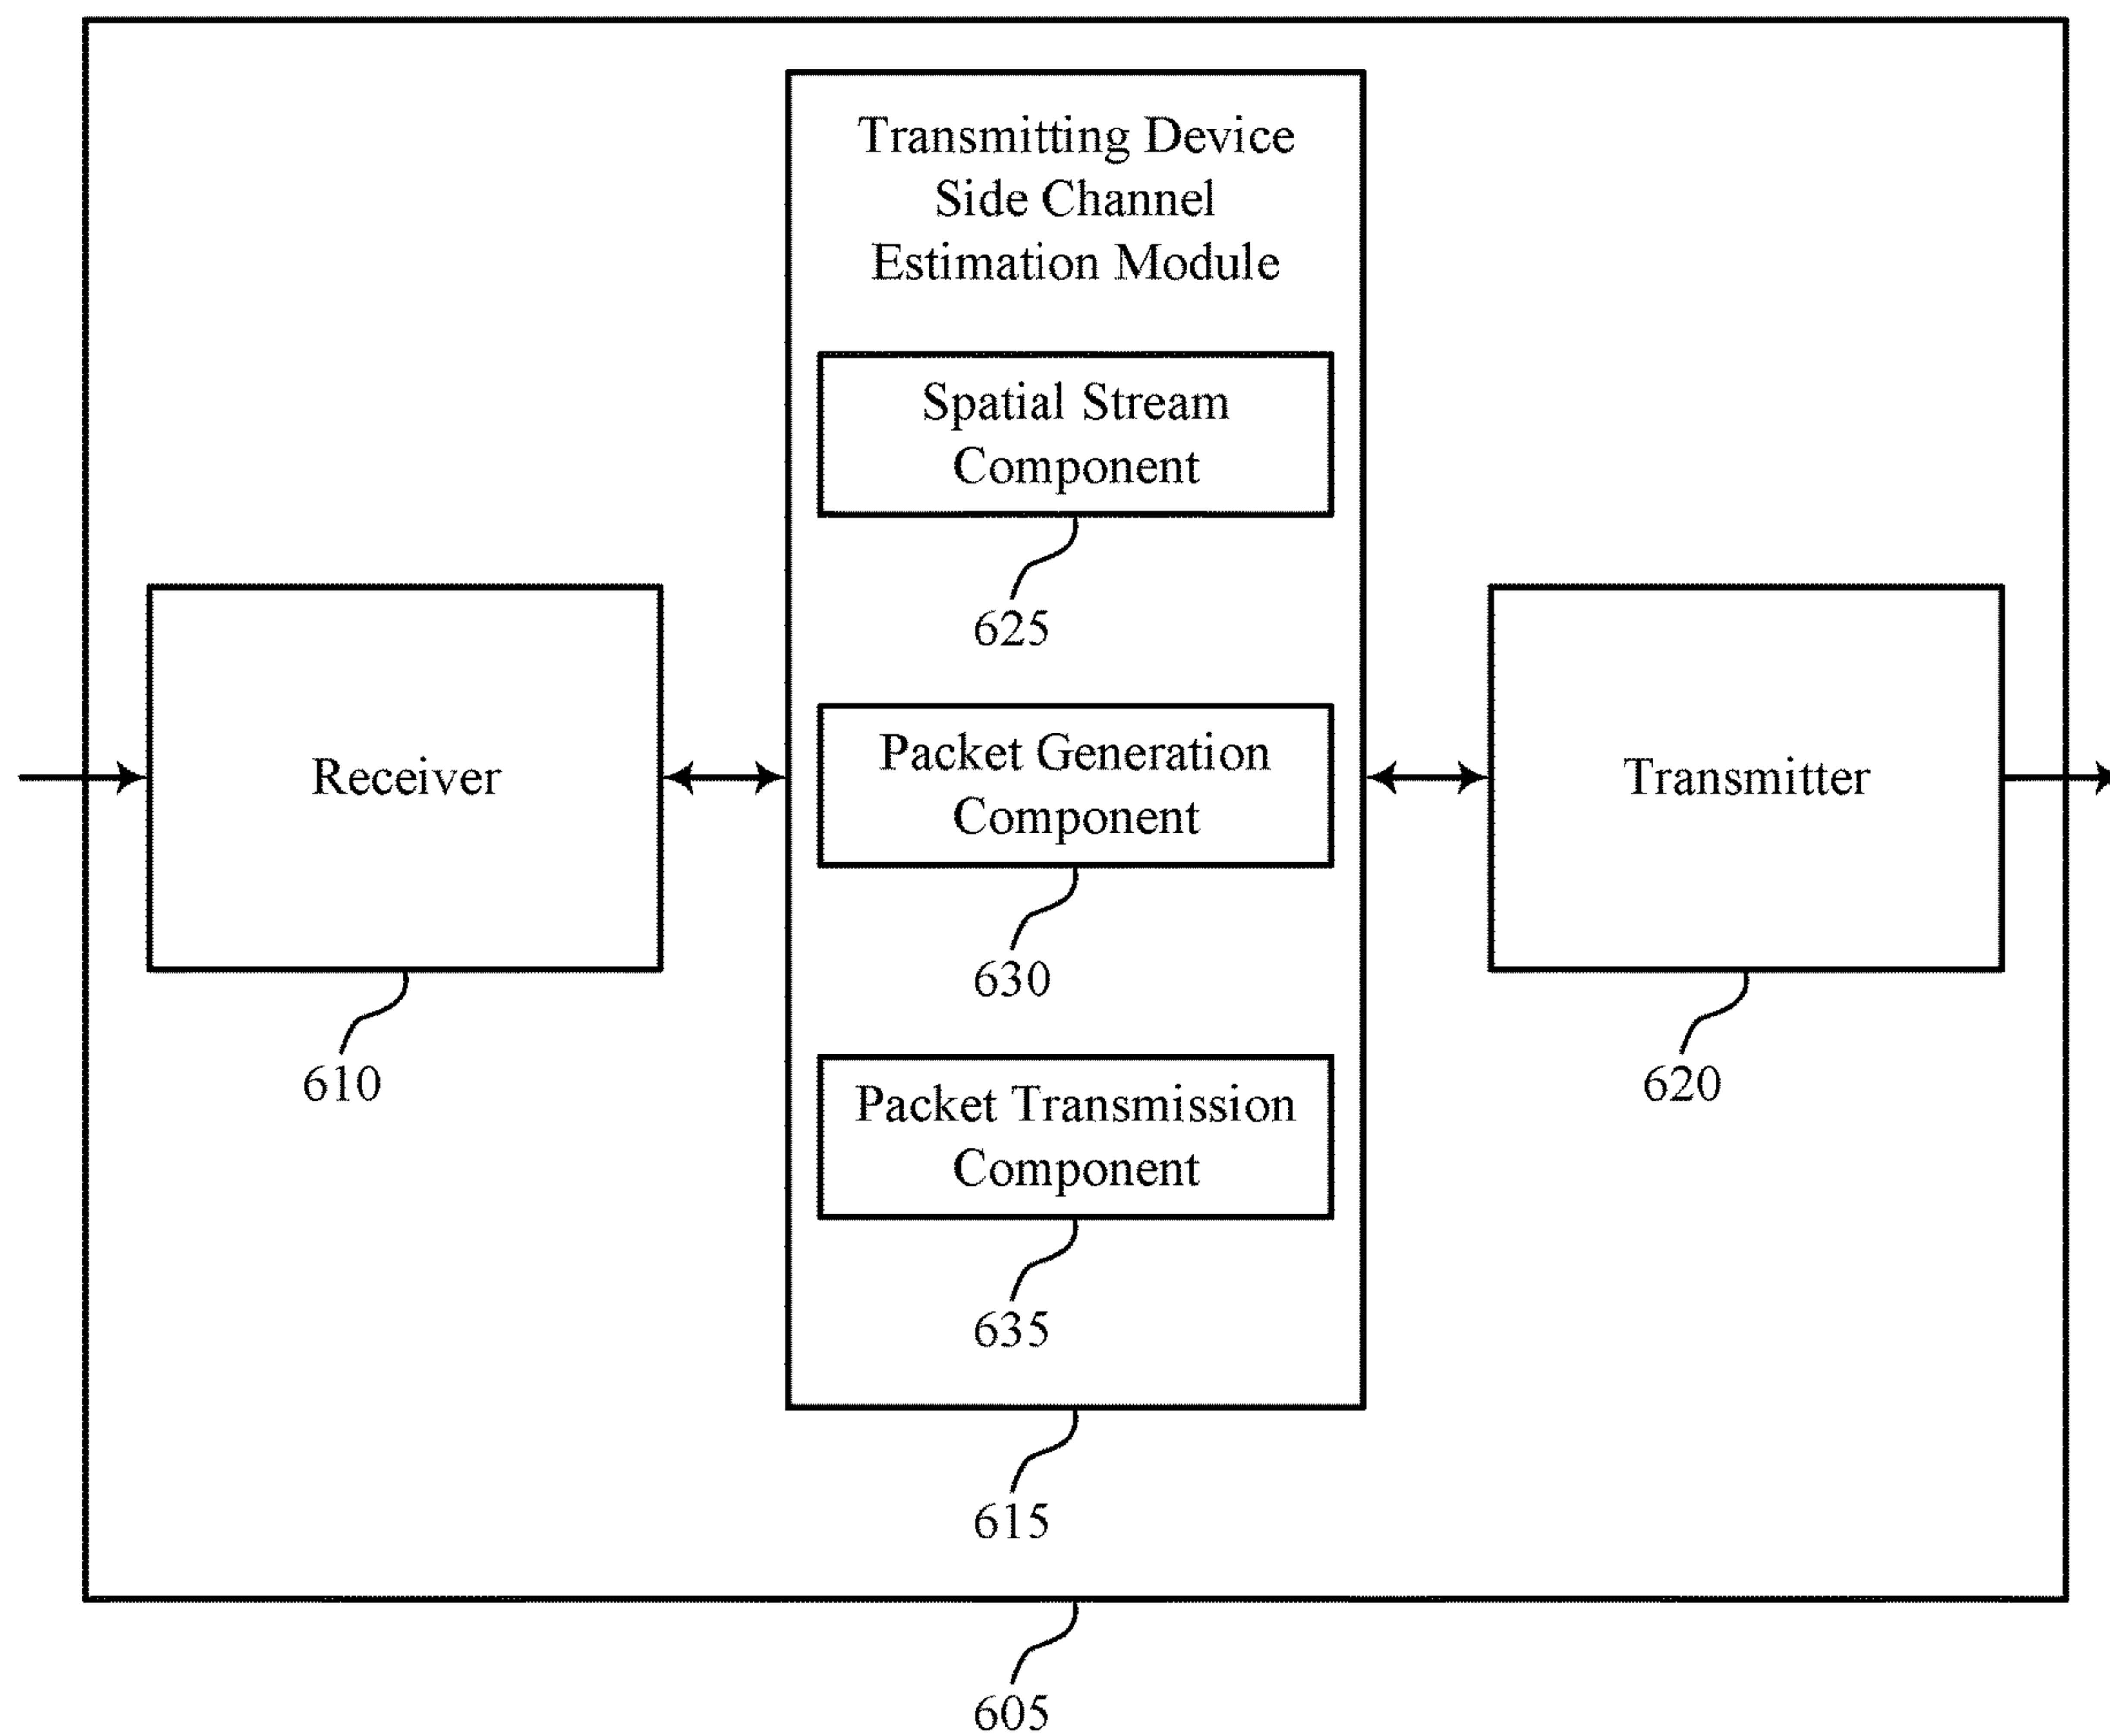 Transmitting Device
Side Channel
Estimation Module
Spatial Stream
Component
625
Receiver
610
Packet Generation
Component
630
Transmitter
620
Packet Transmission
Component
635
615
605